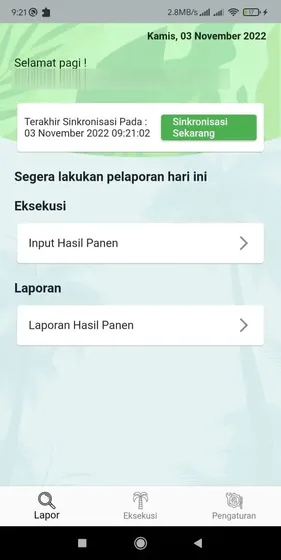 9:21
2.8MB/s
17
Kamis, 03 November 2022
Selamat pagi !
Terakhir Sinkronisasi Pada :
03 November 2022 09:21:02
Sinkronisasi
Sekarang
Segera lakukan pelaporan hari ini
Eksekusi
Input Hasil Panen
Laporan
Laporan Hasil Panen
Lapor
Eksekusi
Pengaturan